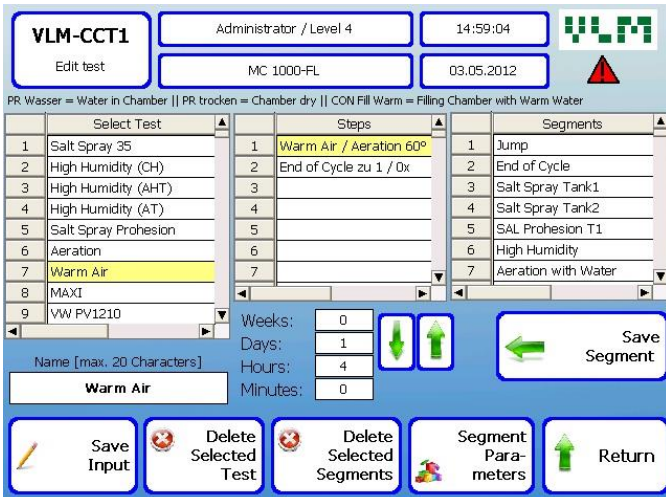 VLM-CCT1
Edit test
Administrator / Level 4
MC 1000-FL
14:59:04
03.05.2012
VLM
PR Wasser = Water in Chamber || PR trocken = Chamber dry || CON Fill Warm = Filling Chamber with Warm Water
Select Test
1 Salt Spray 35
2 High Humidity (CH)
3 High Humidity (AHT)
4 High Humidity (AT)
5 Salt Spray Prohesion
6 Aeration
7 Warm Air
8 MAXI
9 VW PV1210
Steps
1 Warm Air / Aeration 60º
2 End of Cycle zu 1 / 0x
3
4
5
6
7
Segments
1 Jump
2 End of Cycle
3 Salt Spray Tank1
4 Salt Spray Tank2
5 SAL Prohesion T1
6 High Humidity
7 Aeration with Water
Name [max. 20 Characters]
Warm Air
Weeks: 0
Days: 1
Hours: 4
Minutes: 0
Save
Segment
Save
Input
Delete
Selected
Test
Delete
Selected
Segments
Segment
Para-
meters
Return